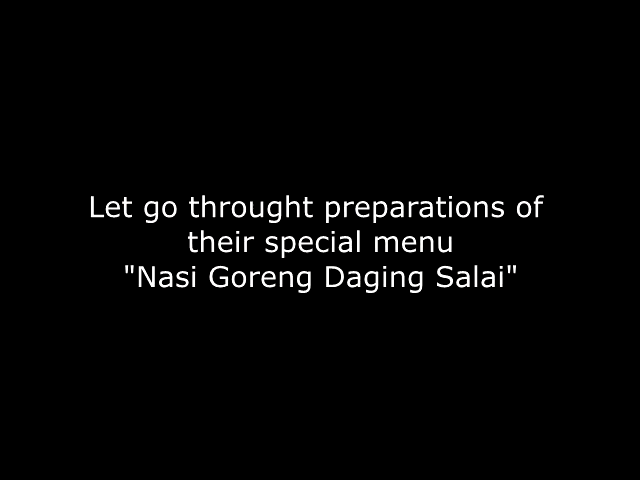 Let go throught preparations of
their special menu
"Nasi Goreng Daging Salai"